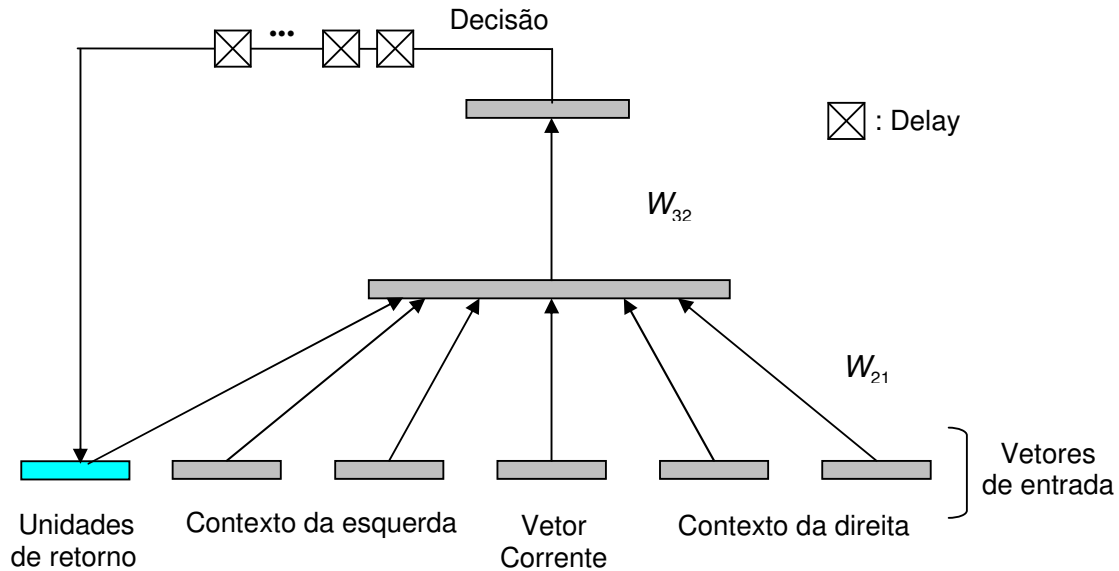 Decisão
...
: Delay
W32
W21
Vetores
de entrada
Unidades
de retorno
Contexto da esquerda
Vetor
Corrente
Contexto da direita